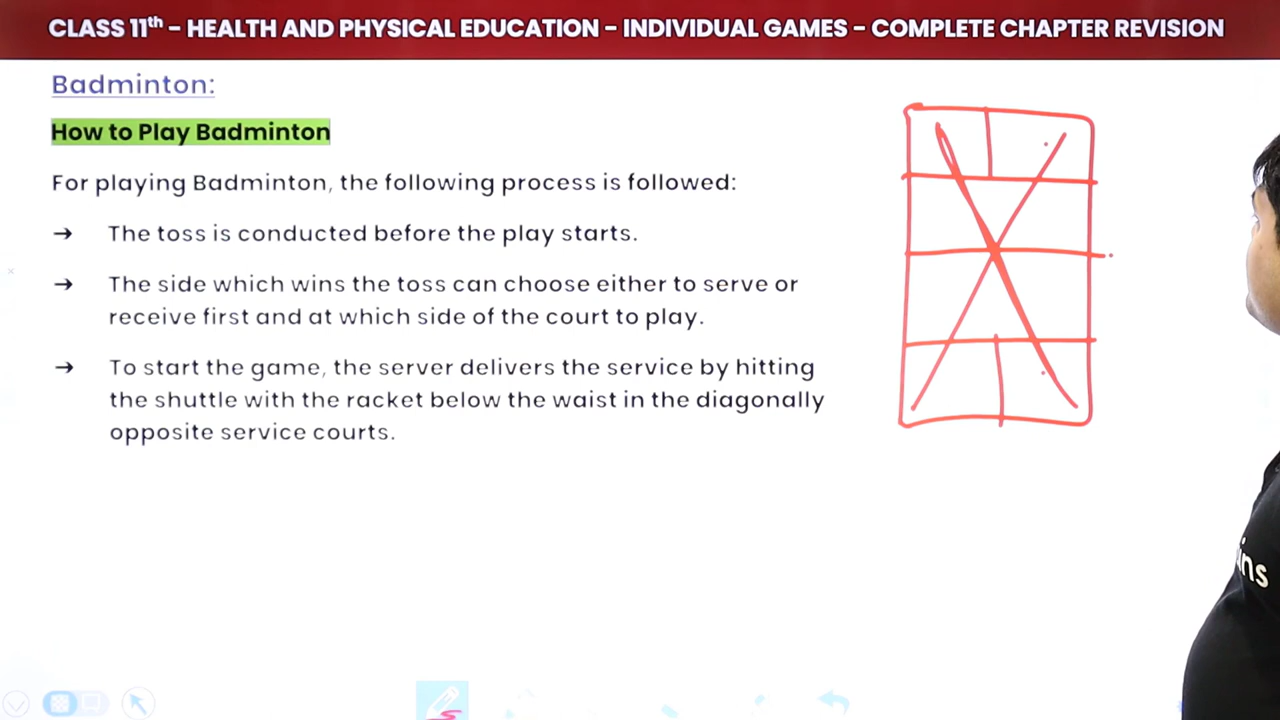 CLASS 11th - HEALTH AND PHYSICAL EDUCATION - INDIVIDUAL GAMES - COMPLETE CHAPTER REVISION
Badminton:
How to Play Badminton
For playing Badminton, the following process is followed:
→ The toss is conducted before the play starts.
→ The side which wins the toss can choose either to serve or
receive first and at which side of the court to play.
→ To start the game, the server delivers the service by hitting
the shuttle with the racket below the waist in the diagonally
opposite service courts.